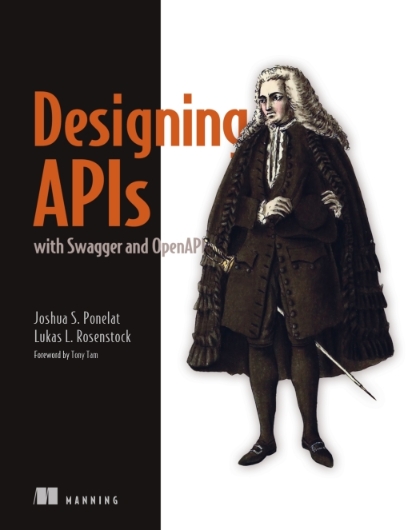 Designing
APIs
with Swagger and OpenAPI
Joshua S. Ponelat
Lukas L. Rosenstock
Foreword by Tony Tam
MANNING